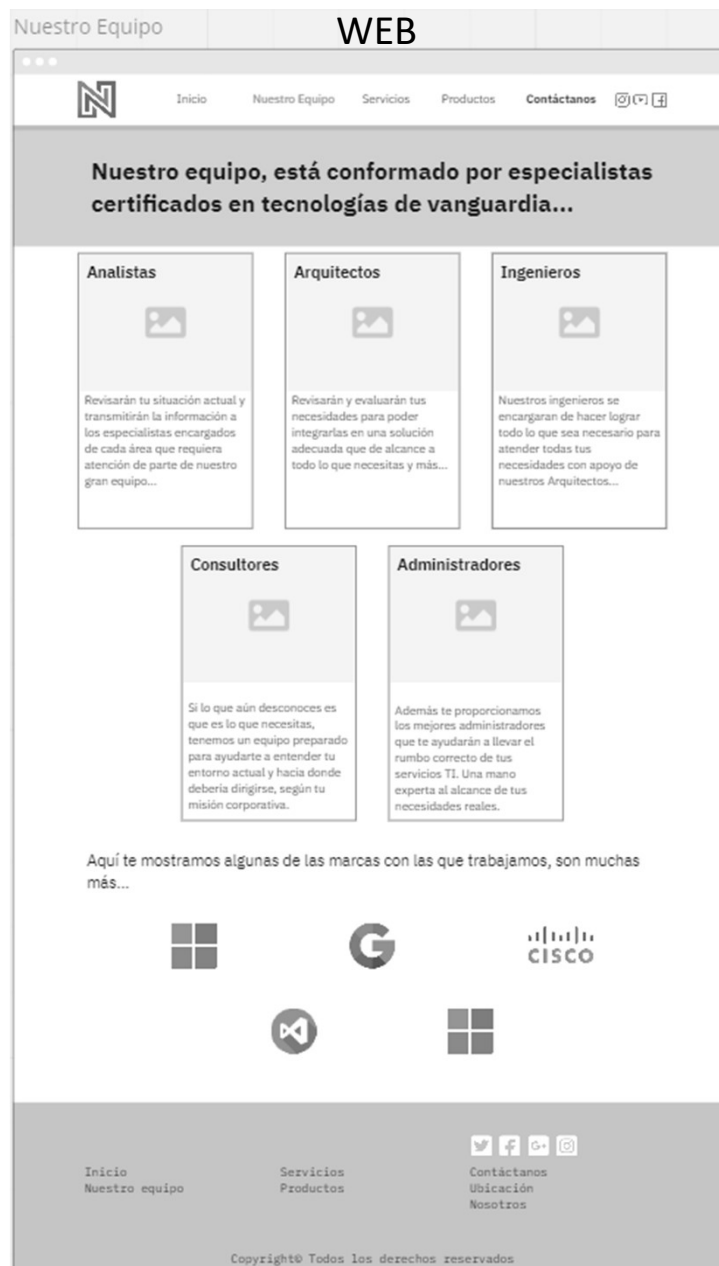 Nuestro Equipo
WEB
Inicio Nuestro Equipo Servicios Productos Contáctanos
Nuestro equipo, está conformado por especialistas
certificados en tecnologías de vanguardia...
Analistas
Revisarán tu situación actual y
transmitirán la información a
los especialistas encargados
de cada área que requiera
atención de parte de nuestro
gran equipo...
Arquitectos
Revisarán y evaluarán tus
necesidades para poder
integrarlas en una solución
adecuada que de alcance a
todo lo que necesitas y más...
Ingenieros
Nuestros ingenieros se
encargaran de hacer lograr
todo lo que sea necesario para
atender todas tus
necesidades con apoyo de
nuestros Arquitectos...
Consultores
Si lo que aún desconoces es
que es lo que necesitas,
tenemos un equipo preparado
para ayudarte a entender tu
entorno actual y hacia donde
debería dirigirse, según tu
misión corporativa.
Administradores
Además te proporcionamos
los mejores administradores
que te ayudarán a llevar el
rumbo correcto de tus
servicios TI. Una mano
experta al alcance de tus
necesidades reales.
Aquí te mostramos algunas de las marcas con las que trabajamos, son muchas
más...
CISCO
Inicio
Nuestro equipo
Servicios
Productos
Contáctanos
Ubicación
Nosotros
Copyright© Todos los derechos reservados